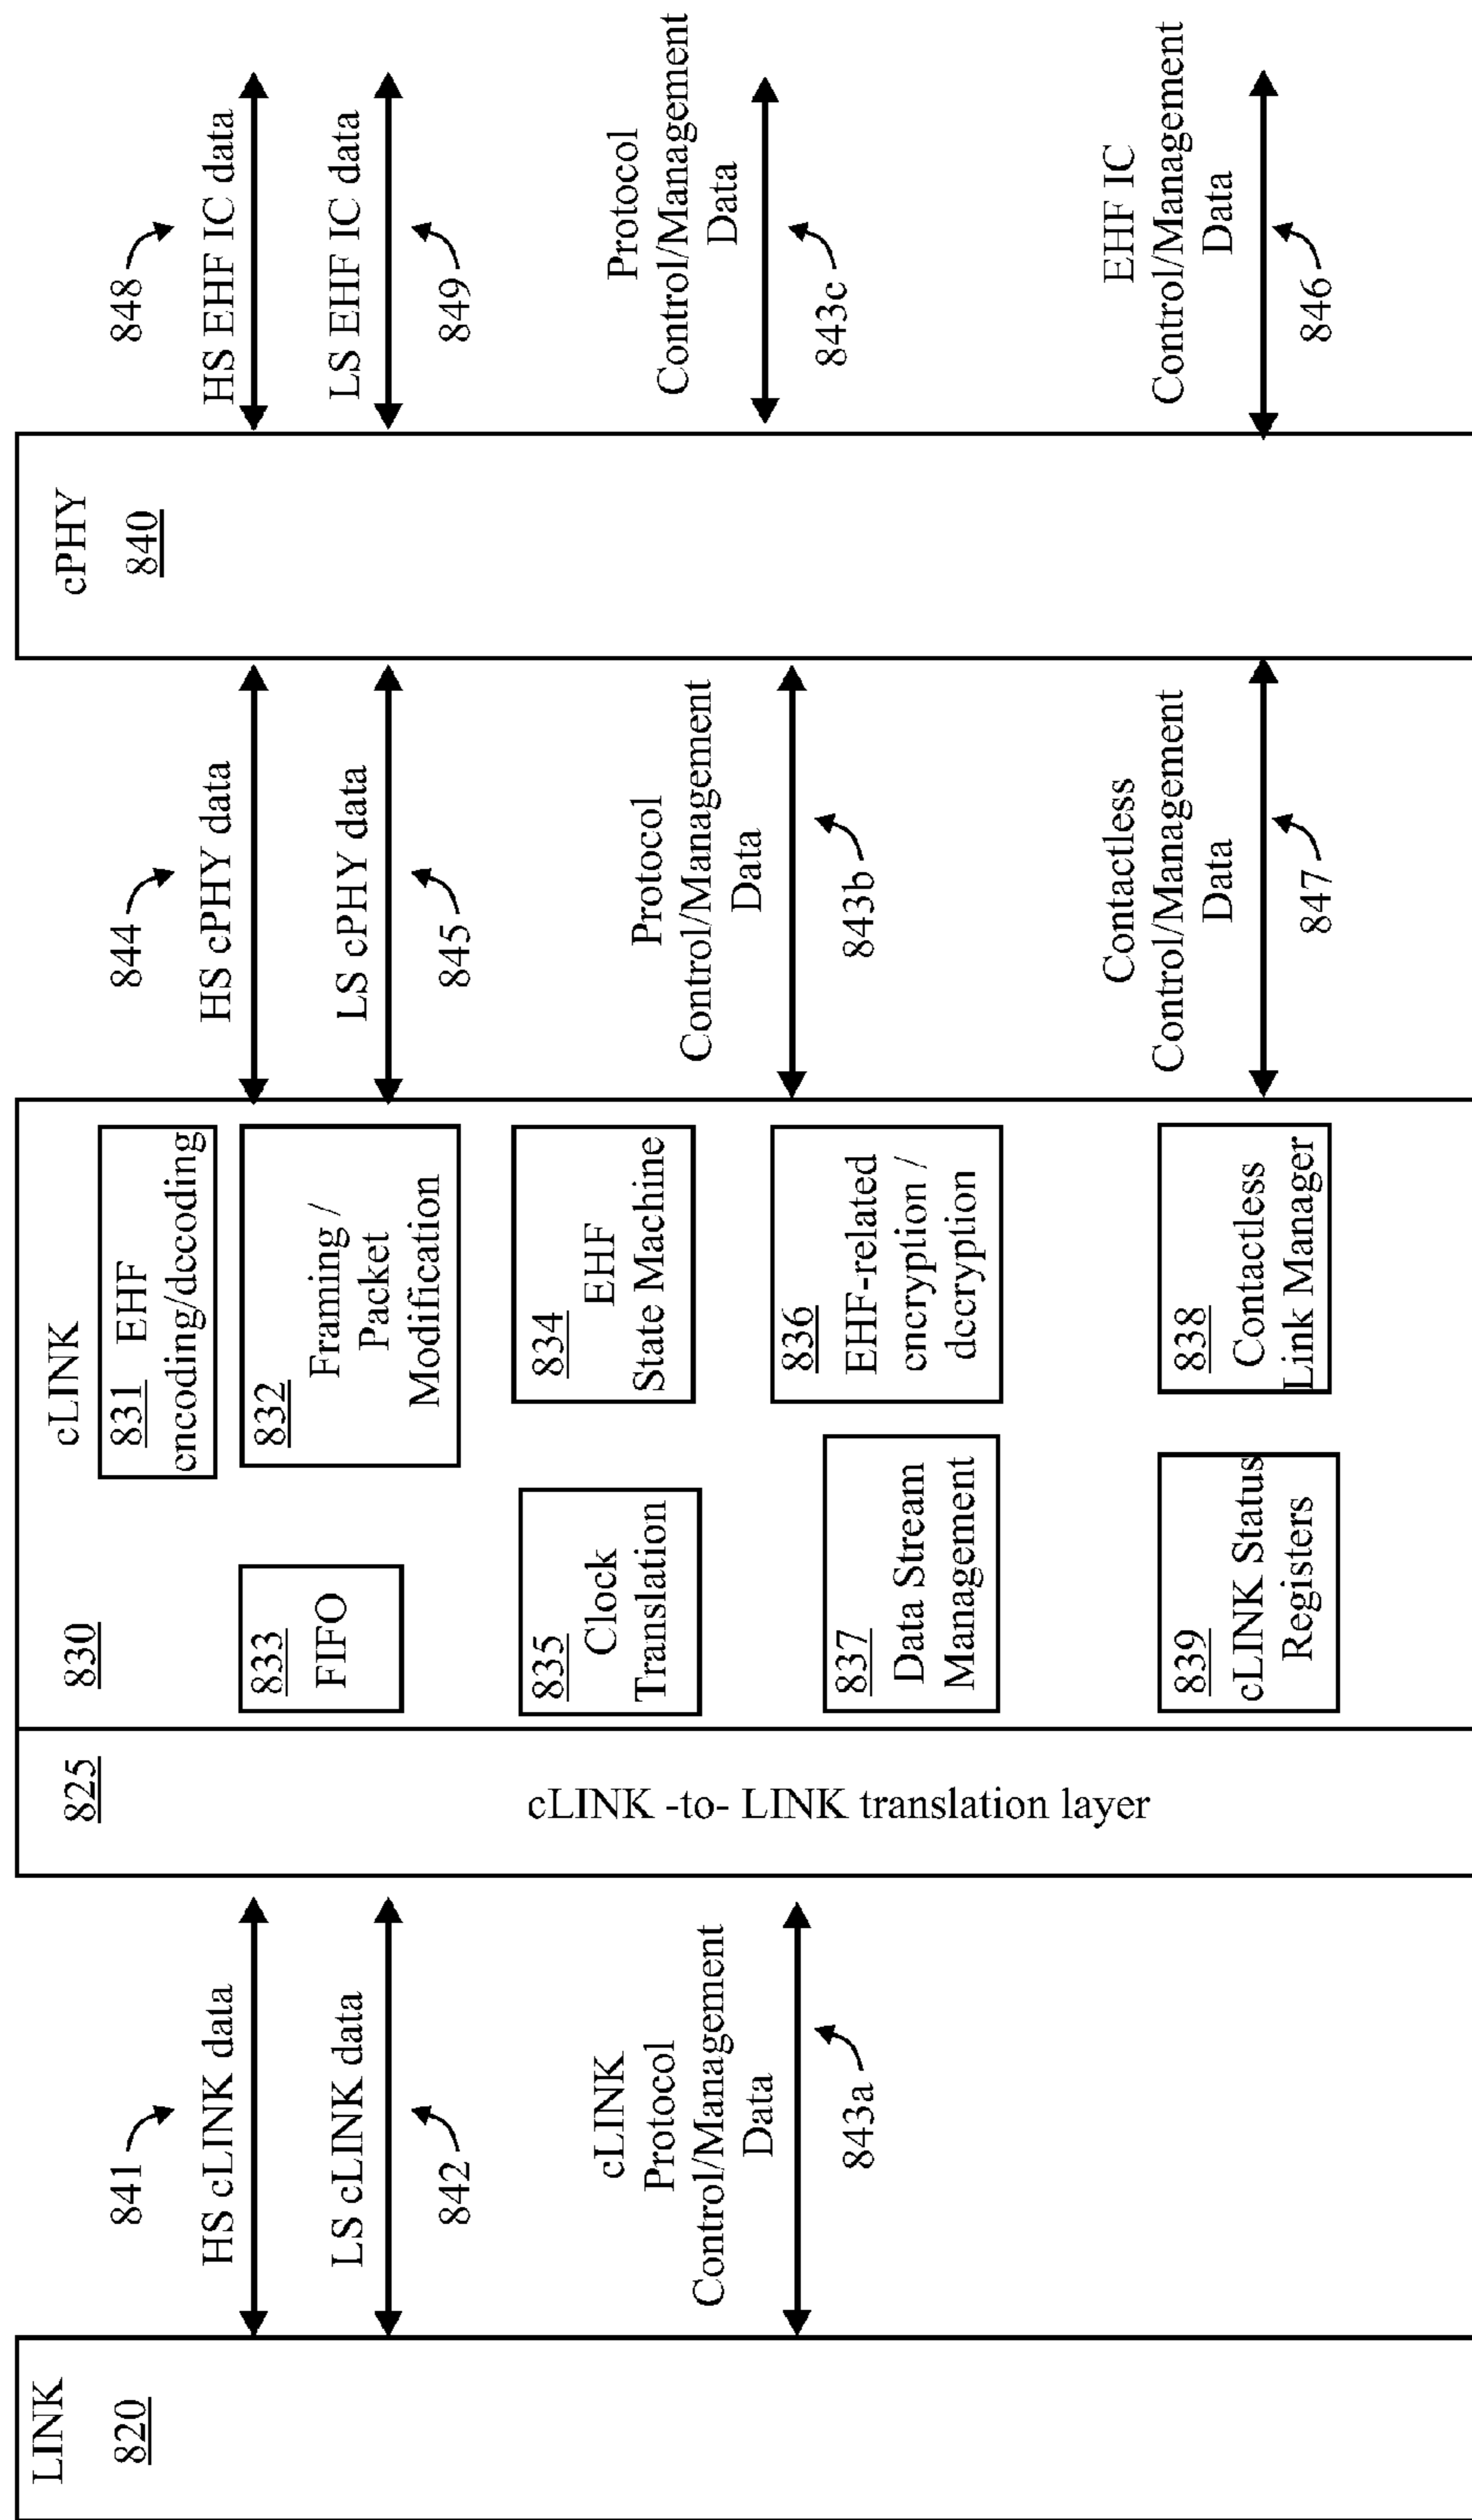 LINK
820
841
HS cLINK data
LS cLINK data
842
cLINK
Protocol
Control/Management
Data
843a
825
cLINK -to- LINK translation layer
830
cLINK
831 EHF
encoding/decoding
832
Framing /
Packet
Modification
833
FIFO
834
EHF
State Machine
835
Clock
Translation
836
EHF-related
encryption /
decryption
837
Data Stream
Management
838
Contactless
Link Manager
839
cLINK Status
Registers
844
HS cPHY data
LS cPHY data
845
Protocol
Control/Management
Data
843b
Contactless
Control/Management
Data
847
cPHY
840
848
HS EHF IC data
LS EHF IC data
849
Protocol
Control/Management
Data
843c
EHF IC
Control/Management
Data
846